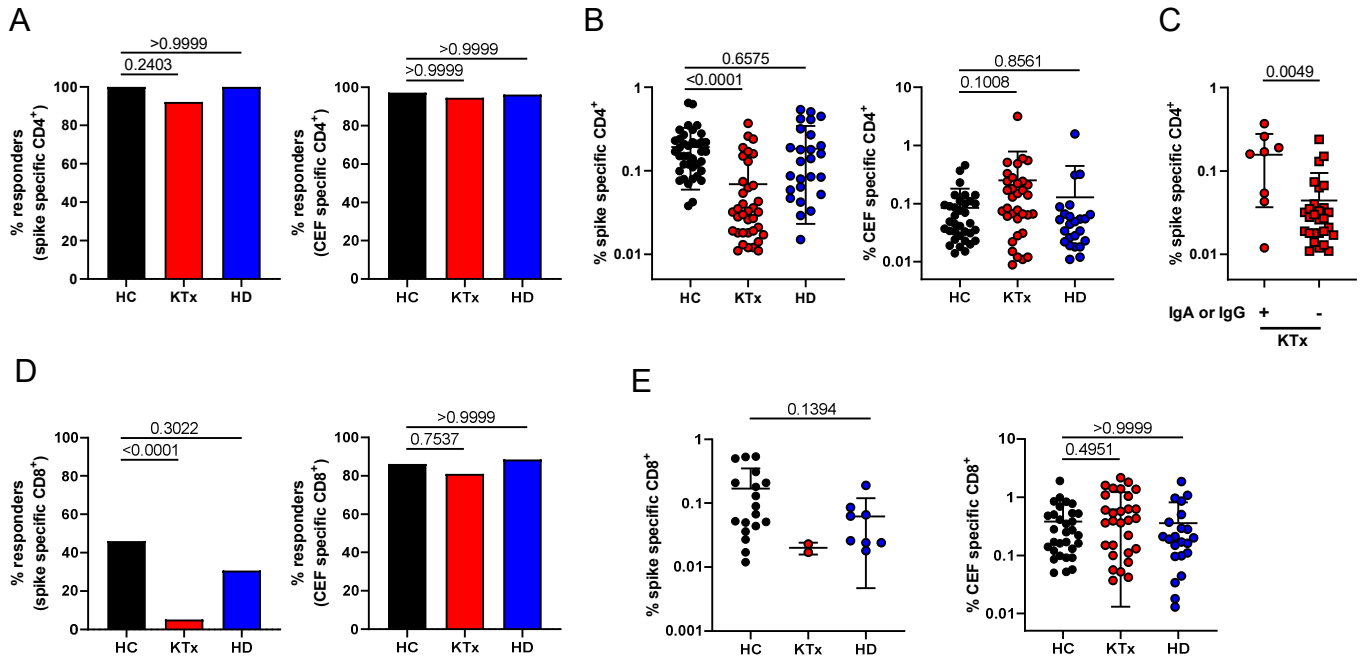 A
% responders
(spike specific CD4+)
100
80
60
40
20
0
>0.9999
0.2403
HC KTx HD
% responders
(CEF specific CD4+)
100
80
60
40
20
0
>0.9999
>0.9999
HC KTx HD
B
% spike specific CD4+
1
0.1
0.01
0.6575
<0.0001
HC KTx HD
% CEF specific CD4+
10
1
0.1
0.01
0.8561
0.1008
HC KTx HD
C
% spike specific CD4+
1
0.1
0.01
0.0049
IgA or IgG + -
KTx
D
% responders
(spike specific CD8+)
100
80
60
40
20
0
0.3022
<0.0001
HC KTx HD
% responders
(CEF specific CD8+)
100
80
60
40
20
0
>0.9999
0.7537
HC KTx HD
E
% spike specific CD8+
1
0.1
0.01
0.001
0.1394
HC KTx HD
% CEF specific CD8+
10
1
0.1
0.01
>0.9999
0.4951
HC KTx HD